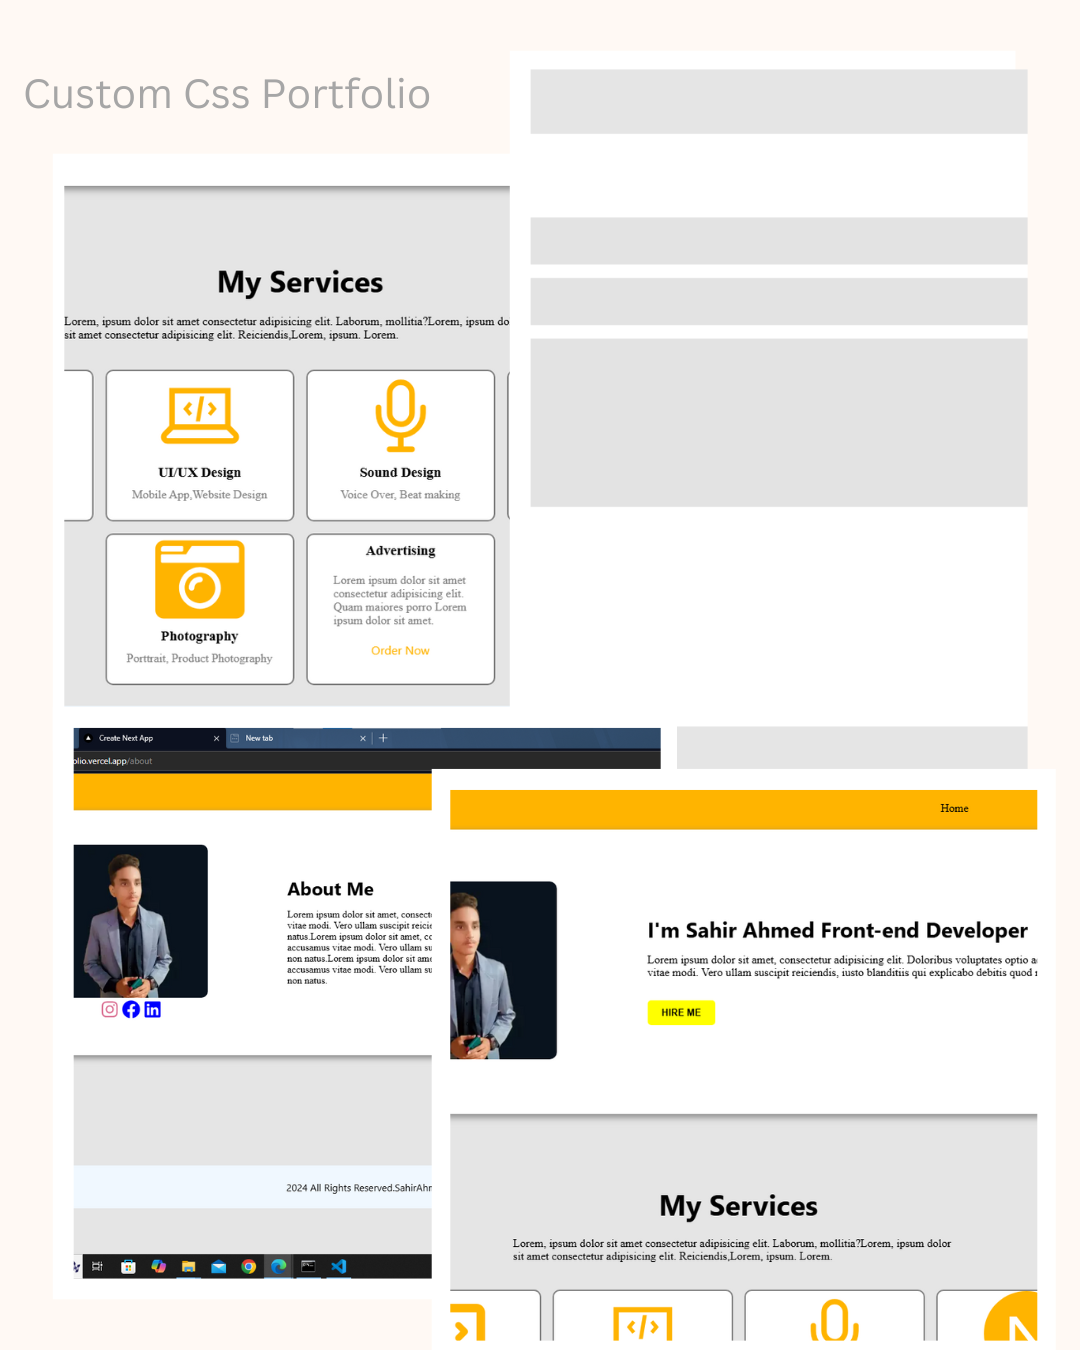 Custom Css Portfolio
My Services
Lorem, ipsum dolor sit amet consectetur adipisicing elit. Laborum, mollitia?Lorem, ipsum do
sit amet consectetur adipisicing elit. Reiciendis,Lorem, ipsum. Lorem.
UI/UX Design
Mobile App,Website Design
Sound Design
Voice Over, Beat making
Photography
Porttrait, Product Photography
Advertising
Lorem ipsum dolor sit amet
consectetur adipisicing elit.
Quam maiores porro Lorem
ipsum dolor sit amet.
Order Now
Create Next App
New tab
olio.vercel.app/about
About Me
Lorem ipsum dolor sit amet, consect
vitae modi. Vero ullam suscipit reicie
natus.Lorem ipsum dolor sit amet, co
accusamus vitae modi. Vero ullam su
non natus.Lorem ipsum dolor sit ame
accusamus vitae modi. Vero ullam su
non natus.
2024 All Rights Reserved.SahirAhm
Home
I'm Sahir Ahmed Front-end Developer
Lorem ipsum dolor sit amet, consectetur adipisicing elit. Doloribus voluptates optio a
vitae modi. Vero ullam suscipit reiciendis, iusto blanditiis qui explicabo debitis quod
HIRE ME
My Services
Lorem, ipsum dolor sit amet consectetur adipisicing elit. Laborum, mollitia?Lorem, ipsum dolor
sit amet consectetur adipisicing elit. Reiciendis,Lorem, ipsum. Lorem.
N